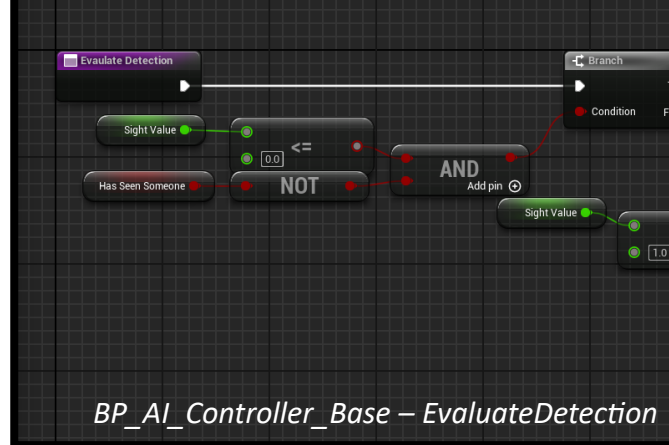 Evaulate Detection
Branch
Condition
F
Sight Value
0.0
<=
AND
Add pin
Has Seen Someone
NOT
Sight Value
1.0
BP_AI_Controller_Base – EvaluateDetection